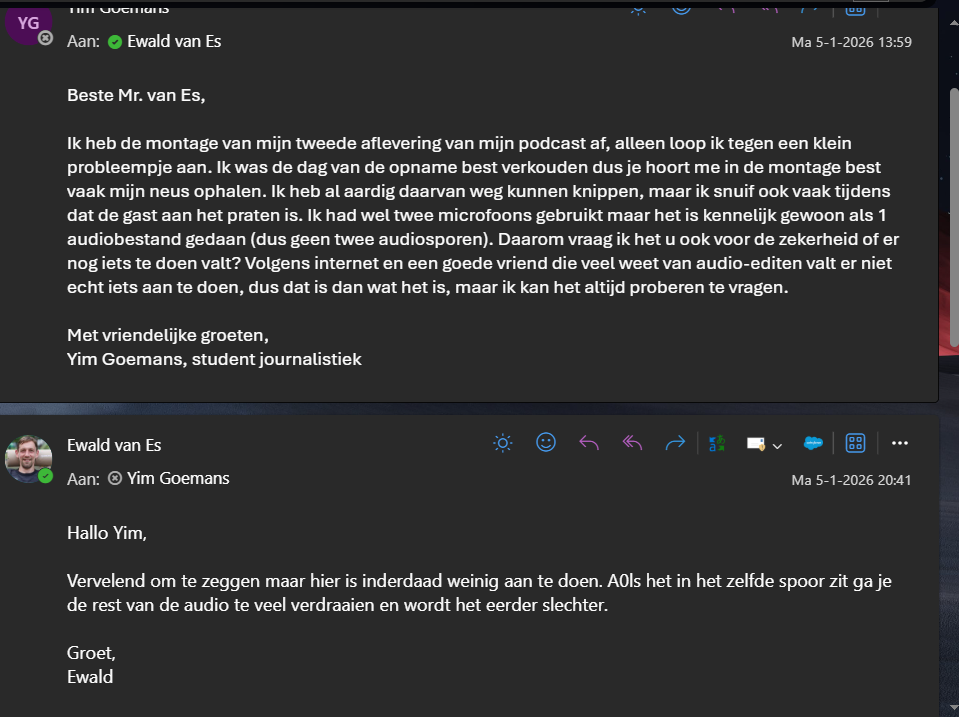 YG
Yim Goemans
Aan: Ewald van Es
Ma 5-1-2026 13:59
Beste Mr. van Es,
Ik heb de montage van mijn tweede aflevering van mijn podcast af, alleen loop ik tegen een klein
probleempje aan. Ik was de dag van de opname best verkouden dus je hoort me in de montage best
vaak mijn neus ophalen. Ik heb al aardig daarvan weg kunnen knippen, maar ik snuif ook vaak tijdens
dat de gast aan het praten is. Ik had wel twee microfoons gebruikt maar het is kennelijk gewoon als 1
audiobestand gedaan (dus geen twee audiosporen). Daarom vraag ik het u ook voor de zekerheid of er
nog iets te doen valt? Volgens internet en een goede vriend die veel weet van audio-editen valt er niet
echt iets aan te doen, dus dat is dan wat het is, maar ik kan het altijd proberen te vragen.
Met vriendelijke groeten,
Yim Goemans, student journalistiek
Ewald van Es
Aan: Yim Goemans
Ma 5-1-2026 20:41
Hallo Yim,
Vervelend om te zeggen maar hier is inderdaad weinig aan te doen. A0ls het in het zelfde spoor zit ga je
de rest van de audio te veel verdraaien en wordt het eerder slechter.
Groet,
Ewald